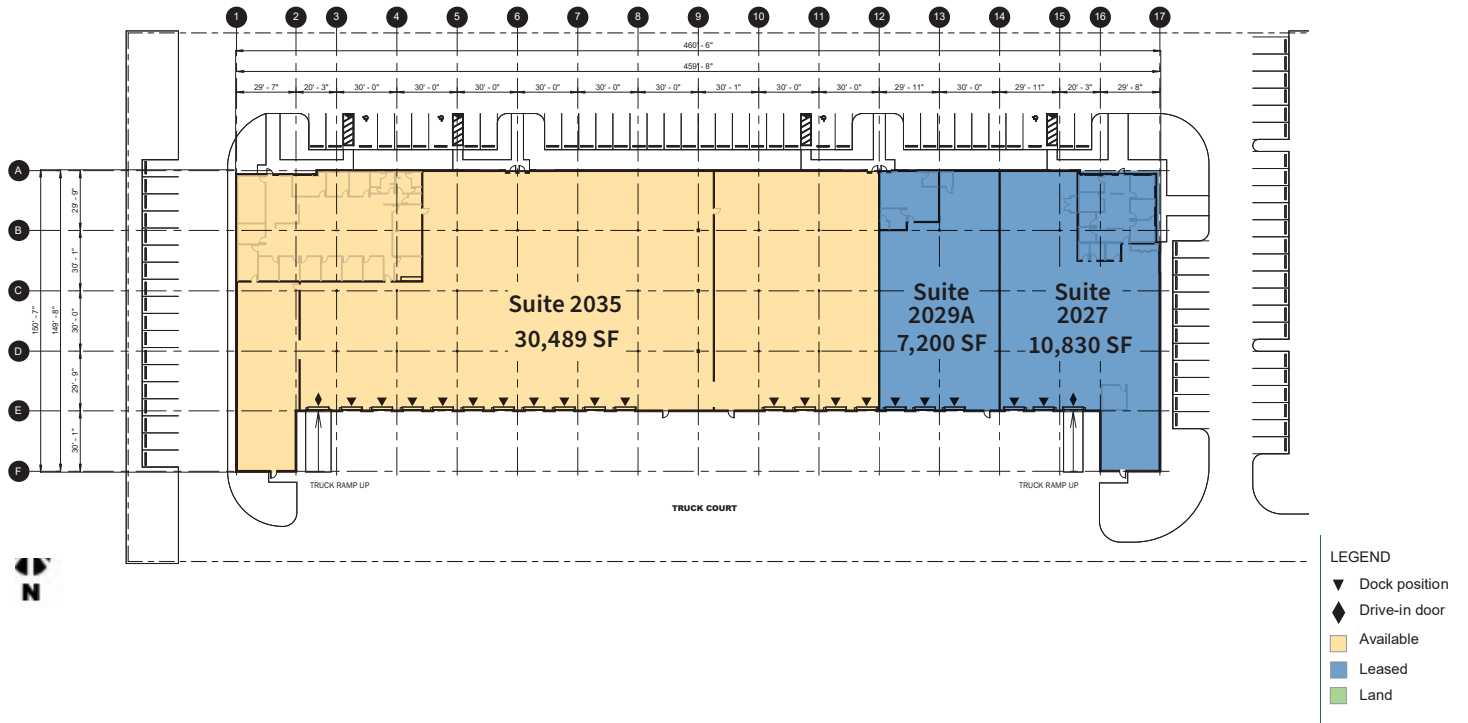 1 2 3 4 5 6 7 8 9 10 11 12 13 14 15 16 17
460' - 6"
459' - 8"
29' - 7" 20' - 3" 30' - 0" 30' - 0" 30' - 0" 30' - 0" 30' - 0" 30' - 0" 30' - 1" 30' - 0" 30' - 0" 29' - 11" 30' - 0" 29' - 11" 20' - 3" 29' - 8"
A
B
C
D
E
F
150' - 7"
149' - 8"
29' - 9"
30' - 1"
30' - 0"
29' - 9"
30' - 1"
Suite 2035
30,489 SF
Suite
2029A
7,200 SF
Suite
2027
10,830 SF
TRUCK RAMP UP
TRUCK RAMP UP
TRUCK COURT
N
LEGEND
Dock position
Drive-in door
Available
Leased
Land